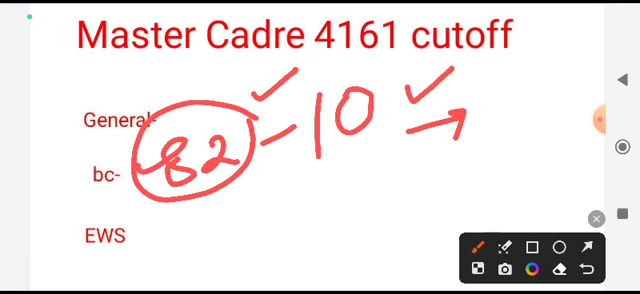 Master Cadre 4161 cutoff
General-
82 - 10 →
bc-
EWS